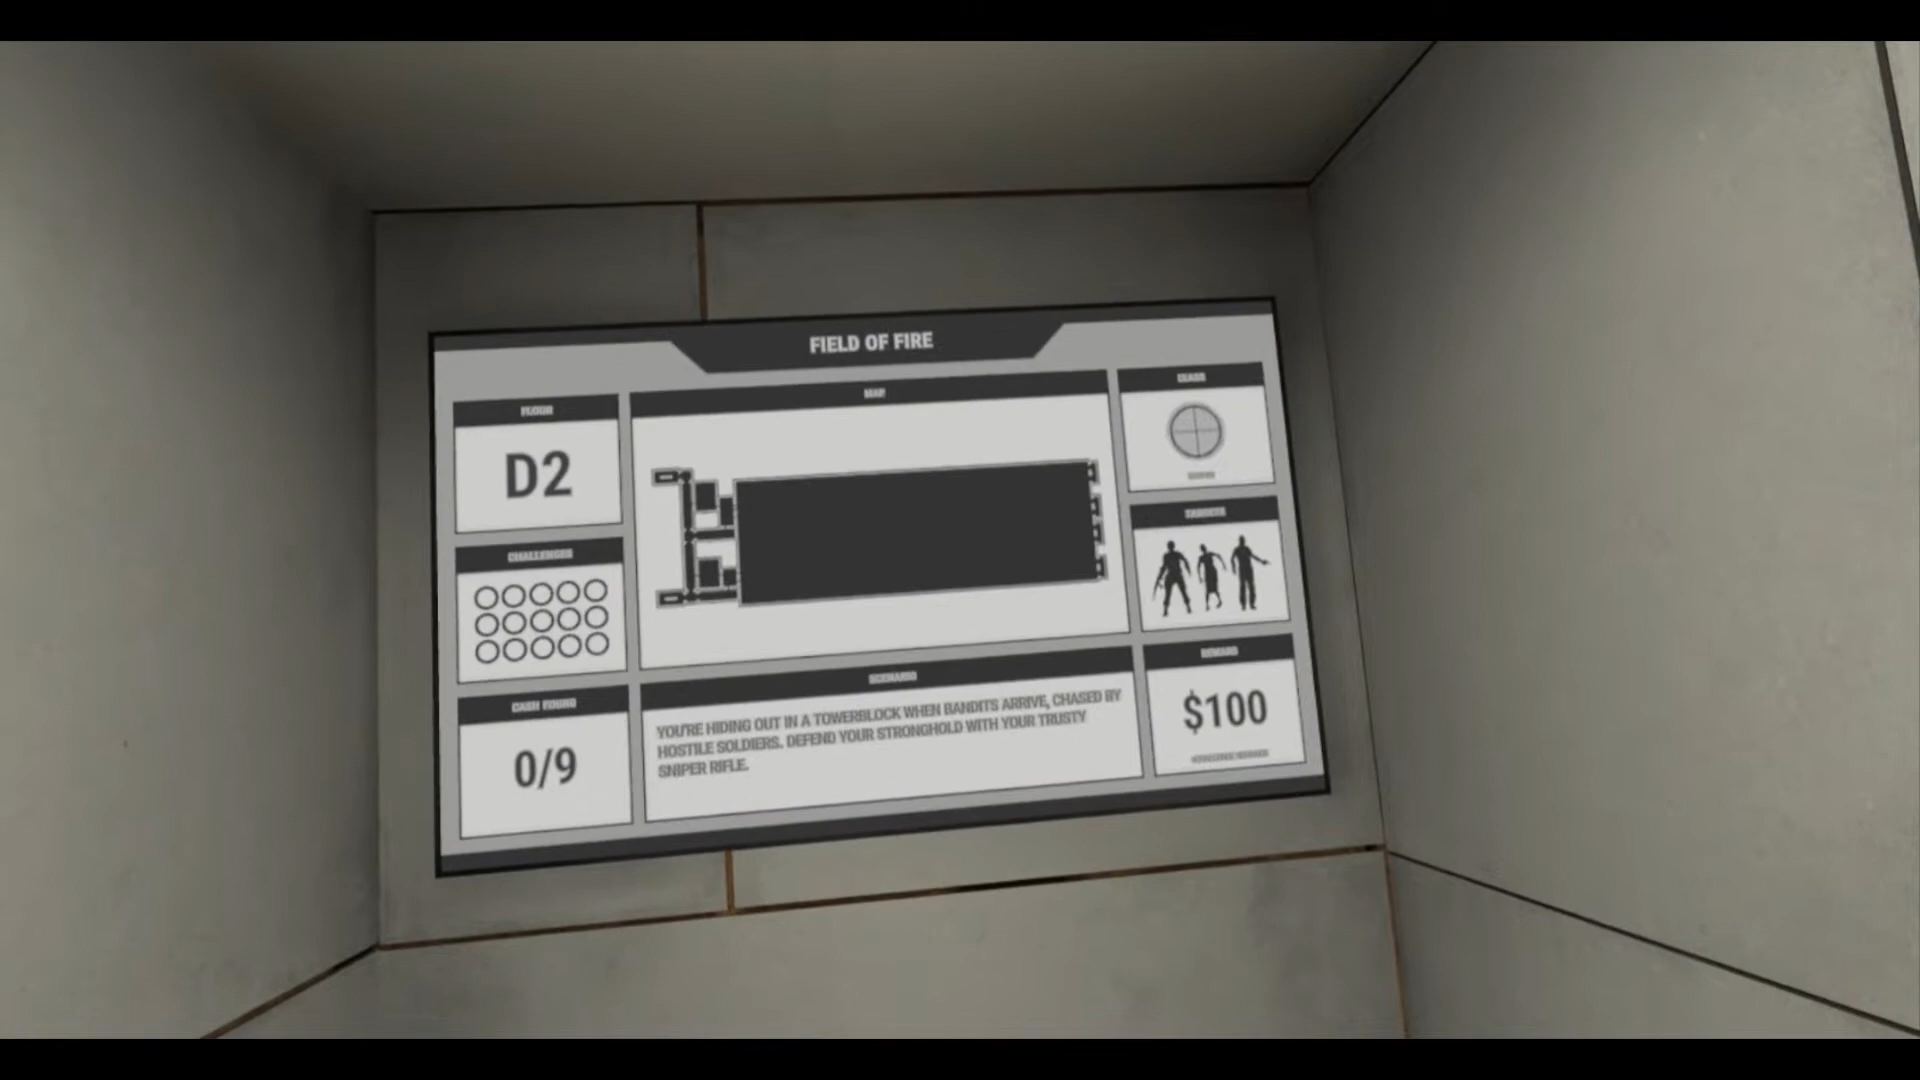 FIELD OF FIRE
FLOOR
D2
CHALLENGES
CASH FOUND
0/9
MAP
SCENARIO
YOU'RE HIDING OUT IN A TOWERBLOCK WHEN BANDITS ARRIVE, CHASED BY
HOSTILE SOLDIERS. DEFEND YOUR STRONGHOLD WITH YOUR TRUSTY
SNIPER RIFLE.
CLASS
TARGETS
REWARD
$100